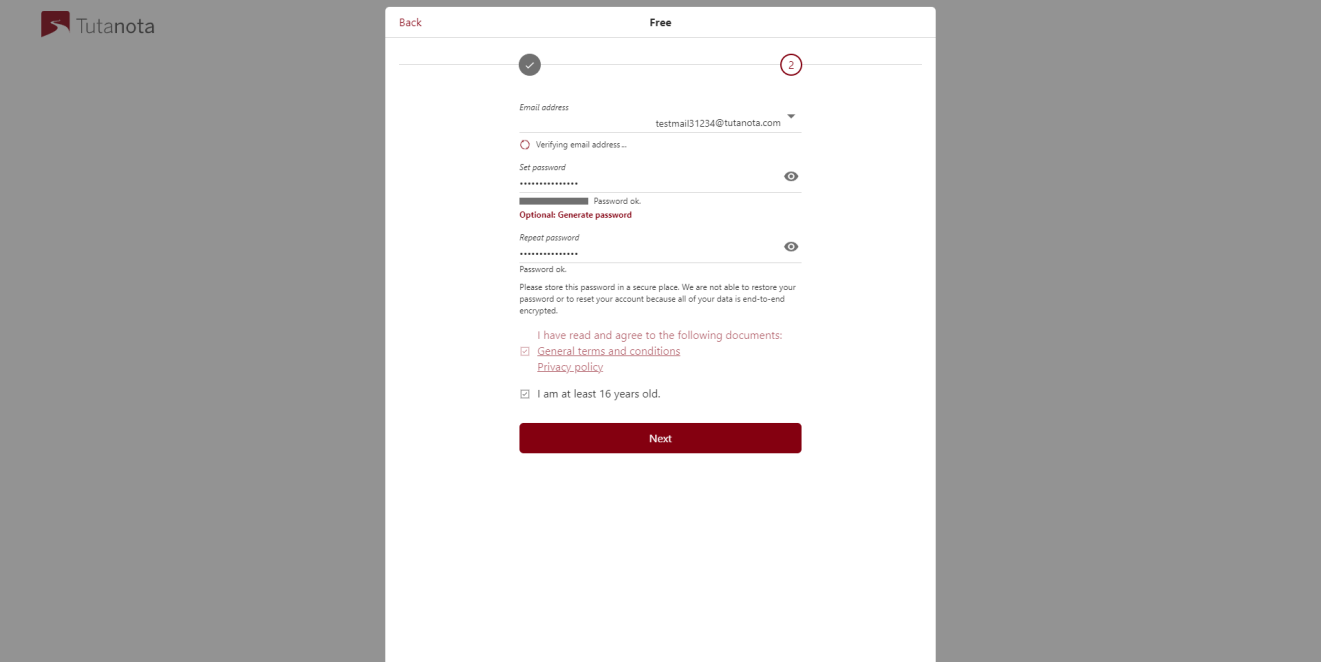 Tutanota
Back
Free
2
Email address
testmail31234@tutanota.com
Verifying email address ...
Set password
•••••••••••••••
Password ok.
Optional: Generate password
Repeat password
•••••••••••••••
Password ok.
Please store this password in a secure place. We are not able to restore your
password or to reset your account because all of your data is end-to-end
encrypted.
I have read and agree to the following documents:
General terms and conditions
Privacy policy
I am at least 16 years old.
Next